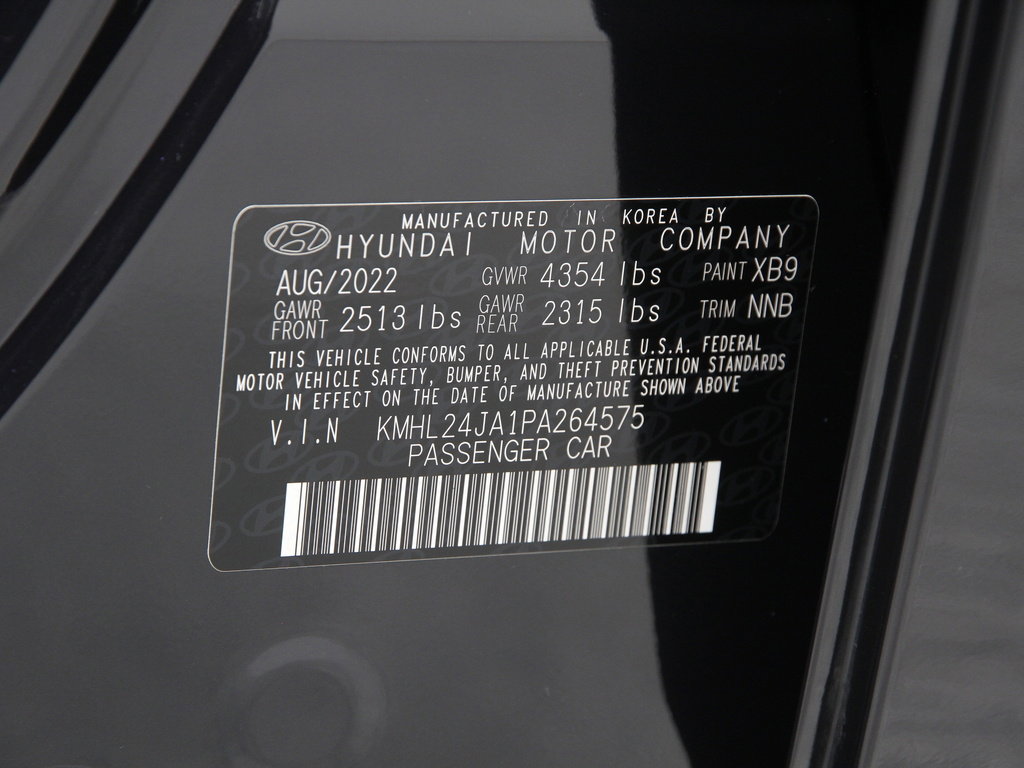 MANUFACTURED IN KOREA BY
HYUNDAI MOTOR COMPANY
AUG/2022 GVWR 4354 lbs PAINT XB9
GAWR FRONT 2513 lbs GAWR REAR 2315 lbs TRIM NNB
THIS VEHICLE CONFORMS TO ALL APPLICABLE U.S.A. FEDERAL
MOTOR VEHICLE SAFETY, BUMPER, AND THEFT PREVENTION STANDARDS
IN EFFECT ON THE DATE OF MANUFACTURE SHOWN ABOVE
V.I.N KMHL24JA1PA264575
PASSENGER CAR